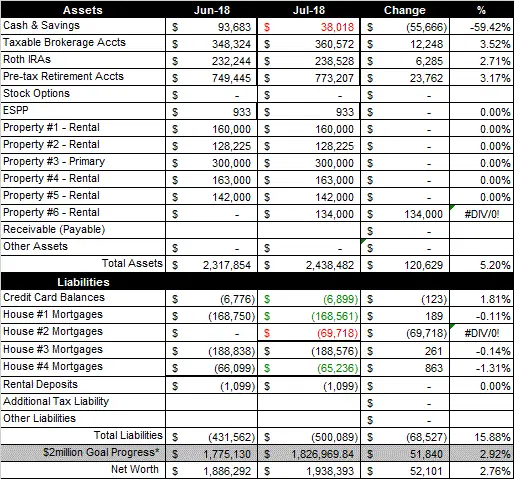 Assets Jun-18 Jul-18 Change %
Cash & Savings $ 93,683 $ 38,018 $ (55,666) -59.42%
Taxable Brokerage Accts $ 348,324 $ 360,572 $ 12,248 3.52%
Roth IRAs $ 232,244 $ 238,528 $ 6,285 2.71%
Pre-tax Retirement Accts $ 749,445 $ 773,207 $ 23,762 3.17%
Stock Options $ - $ - $ -
ESPP $ 933 $ 933 $ - 0.00%
Property #1 - Rental $ 160,000 $ 160,000 $ - 0.00%
Property #2 - Rental $ 128,225 $ 128,225 $ - 0.00%
Property #3 - Primary $ 300,000 $ 300,000 $ - 0.00%
Property #4 - Rental $ 163,000 $ 163,000 $ - 0.00%
Property #5 - Rental $ 142,000 $ 142,000 $ - 0.00%
Property #6 - Rental $ - $ 134,000 $ 134,000 #DIV/0!
Receivable (Payable) $ -
Other Assets $ - $ - $ -
Total Assets $ 2,317,854 $ 2,438,482 $ 120,629 5.20%
Liabilities
Credit Card Balances $ (6,776) $ (6,899) $ (123) 1.81%
House #1 Mortgages $ (168,750) $ (168,561) $ 189 -0.11%
House #2 Mortgages $ - $ (69,718) $ (69,718) #DIV/0!
House #3 Mortgages $ (188,838) $ (188,576) $ 261 -0.14%
House #4 Mortgages $ (66,099) $ (65,236) $ 863 -1.31%
Rental Deposits $ (1,099) $ (1,099) $ - 0.00%
Additional Tax Liability $ -
Other Liabilities $ -
Total Liabilities $ (431,562) $ (500,089) $ (68,527) 15.88%
$2million Goal Progress* $ 1,775,130 $ 1,826,969.84 $ 51,840 2.92%
Net Worth $ 1,886,292 $ 1,938,393 $ 52,101 2.76%